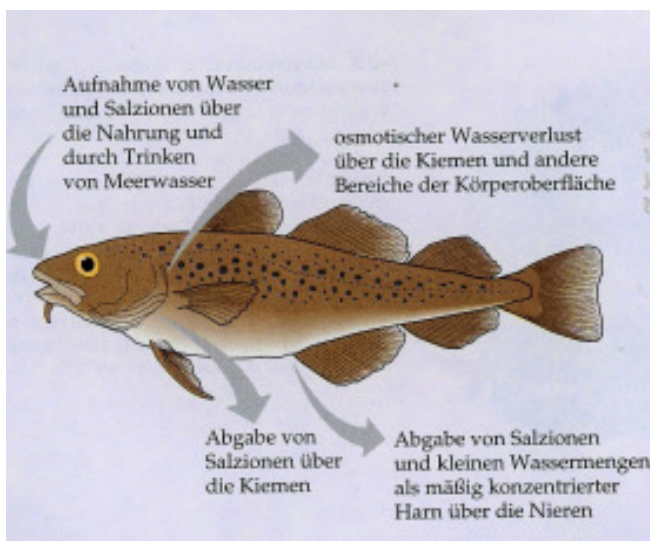 Aufnahme von Wasser
und Salzionen über
die Nahrung und
durch Trinken
von Meerwasser
osmotischer Wasserverlust
über die Kiemen und andere
Bereiche der Körperoberfläche
Abgabe von
Salzionen über
die Kiemen
Abgabe von Salzionen
und kleinen Wassermengen
als mäßig konzentrierter
Harn über die Nieren